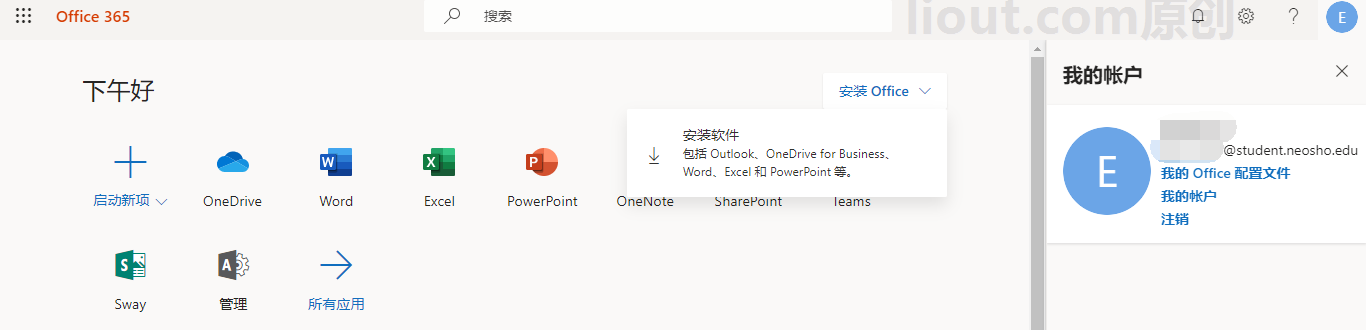 Office 365
搜索
liout.com原创
?
E
下午好
安装 Office
我的帐户
安装软件
包括 Outlook、OneDrive for Business、
Word、Excel 和 PowerPoint 等。
E
@student.neosho.edu
我的 Office 配置文件
我的帐户
注销
启动新项
OneDrive
Word
Excel
PowerPoint
OneNote
SharePoint
Teams
Sway
管理
所有应用